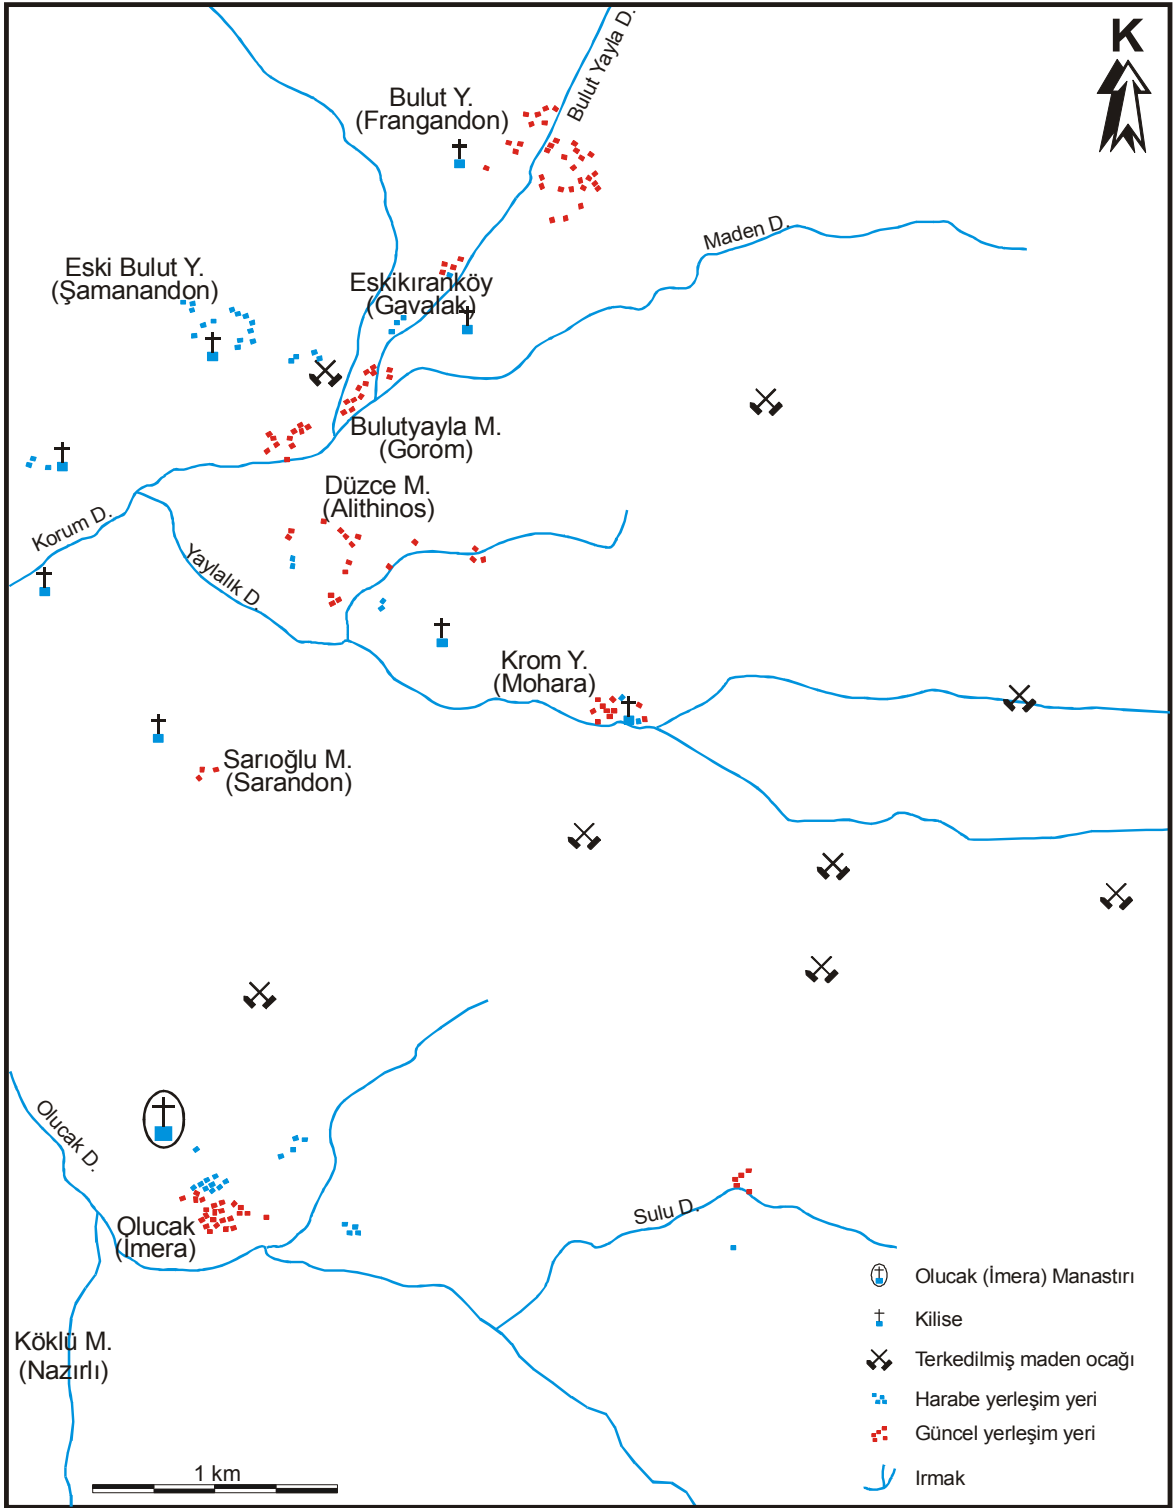 K
Bulut Yayla D.
Bulut Y.
(Frangandon)
Maden D.
Eski Bulut Y.
(Şamanandon)
Eskikıranköy
(Gavalak)
Bulutyayla M.
(Gorom)
Düzce M.
(Alithinos)
Korum D.
Yaylalık D.
Krom Y.
(Mohara)
Sarıoğlu M.
(Sarandon)
Olucak D.
Olucak
(İmera)
Sulu D.
Köklü M.
(Nazırlı)
1 km
Olucak (İmera) Manastırı
Kilise
Terkedilmiş maden ocağı
Harabe yerleşim yeri
Güncel yerleşim yeri
Irmak